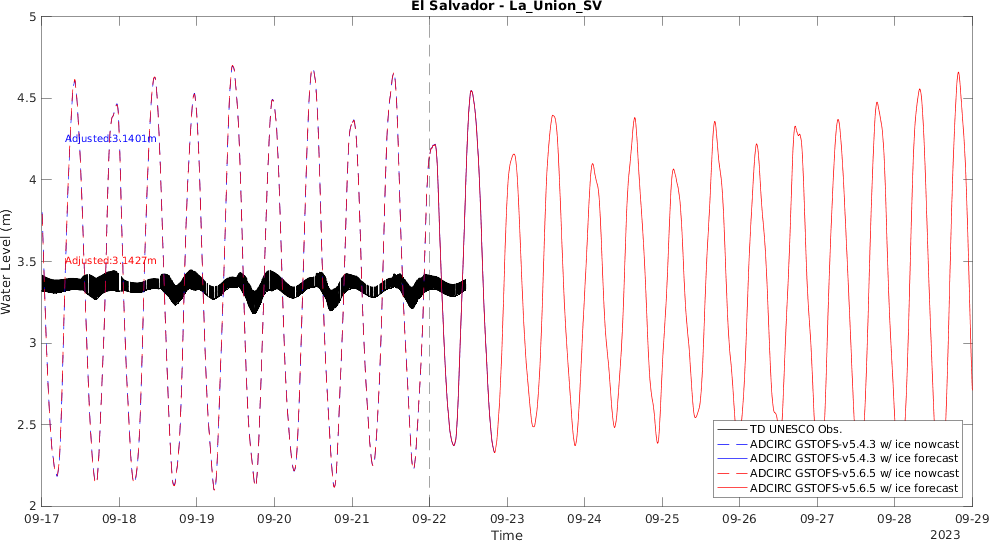 El Salvador - La_Union_SV
Water Level (m)
5
4.5
4
3.5
3
2.5
2
Adjusted:3.1401m
Adjusted:3.1427m
TD UNESCO Obs.
ADCIRC GSTOFS-v5.4.3 w/ ice nowcast
ADCIRC GSTOFS-v5.4.3 w/ ice forecast
ADCIRC GSTOFS-v5.6.5 w/ ice nowcast
ADCIRC GSTOFS-v5.6.5 w/ ice forecast
09-17 09-18 09-19 09-20 09-21 09-22 09-23 09-24 09-25 09-26 09-27 09-28 09-29
Time
2023